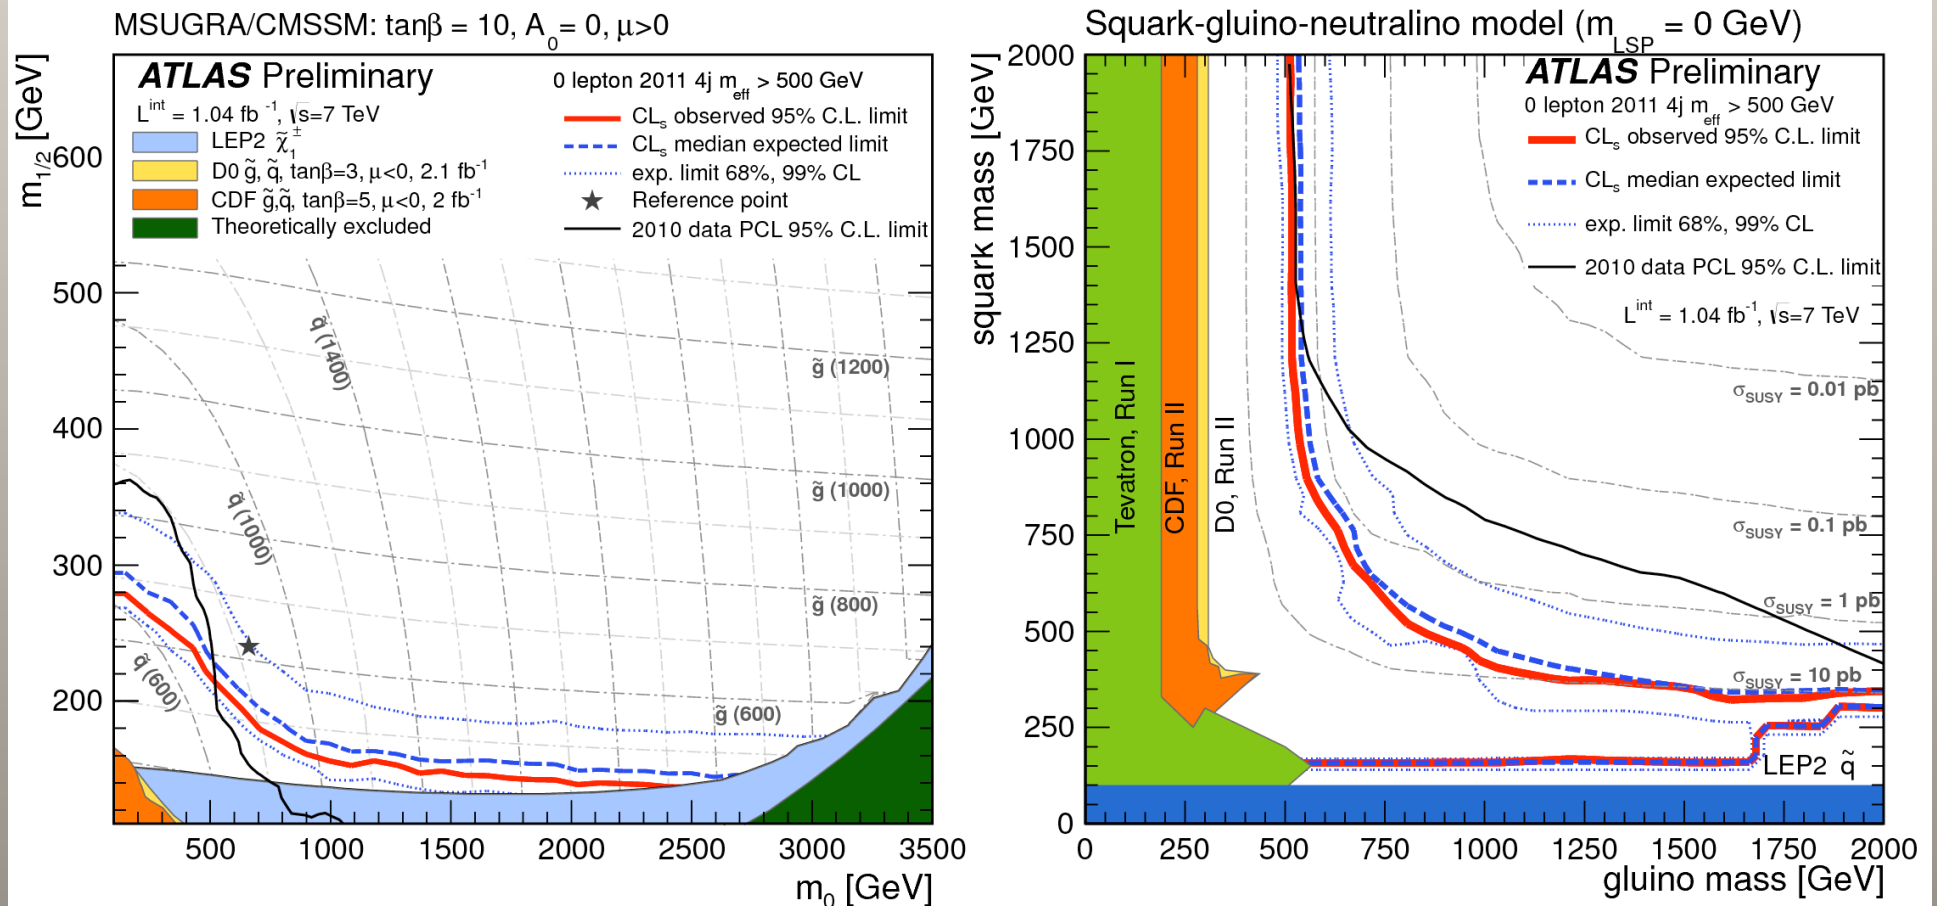 MSUGRA/CMSSM: tanβ = 10, A₀= 0, μ>0
m₁/₂ [GeV]
ATLAS Preliminary
Lⁱⁿᵗ = 1.04 fb⁻¹, √s=7 TeV
LEP2 χ̃₁±
D0 g̃, q̃, tanβ=3, μ<0, 2.1 fb⁻¹
CDF g̃,q̃, tanβ=5, μ<0, 2 fb⁻¹
Theoretically excluded
0 lepton 2011 4j m_eff > 500 GeV
CLₛ observed 95% C.L. limit
CLₛ median expected limit
exp. limit 68%, 99% CL
Reference point
2010 data PCL 95% C.L. limit
600
500
400
300
200
q̃ (1400)
q̃ (1000)
q̃ (600)
g̃ (1200)
g̃ (1000)
g̃ (800)
g̃ (600)
500 1000 1500 2000 2500 3000 3500
m₀ [GeV]
Squark-gluino-neutralino model (m_LSP = 0 GeV)
squark mass [GeV]
ATLAS Preliminary
0 lepton 2011 4j m_eff > 500 GeV
CLₛ observed 95% C.L. limit
CLₛ median expected limit
exp. limit 68%, 99% CL
2010 data PCL 95% C.L. limit
Lⁱⁿᵗ = 1.04 fb⁻¹, √s=7 TeV
2000
1750
1500
1250
1000
750
500
250
0
Tevatron, Run I
CDF, Run II
D0, Run II
σ_SUSY = 0.01 pb
σ_SUSY = 0.1 pb
σ_SUSY = 1 pb
σ_SUSY = 10 pb
LEP2 q̃
0 250 500 750 1000 1250 1500 1750 2000
gluino mass [GeV]